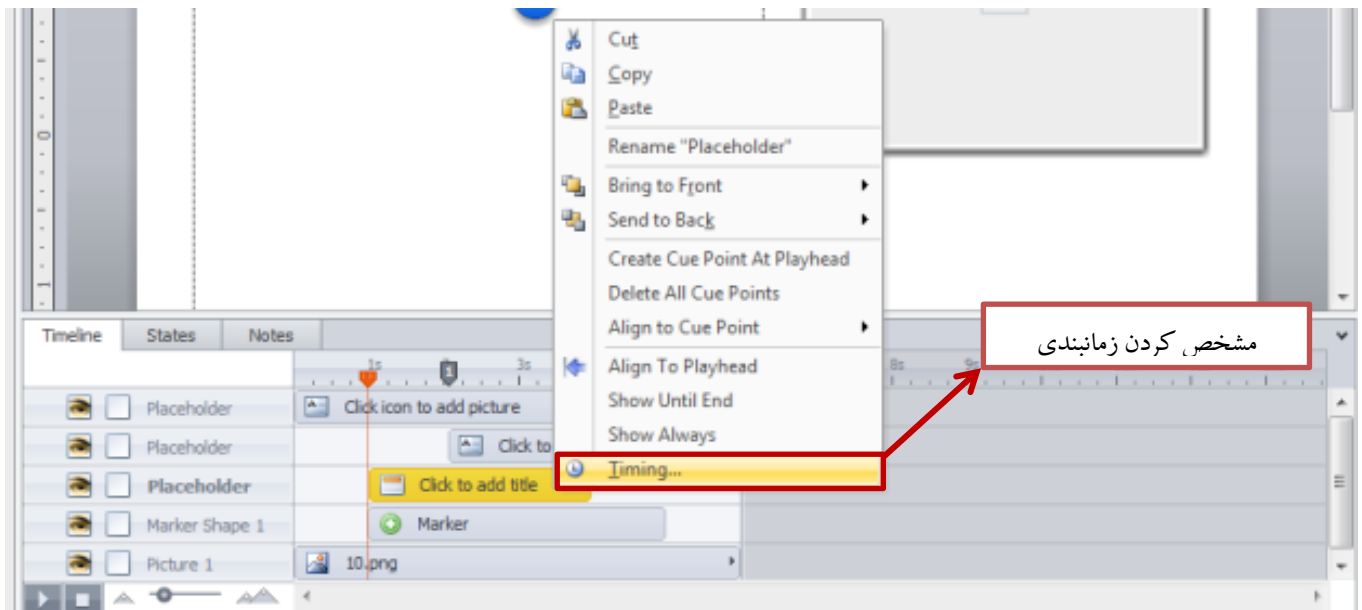 Cut
Copy
Paste
Rename "Placeholder"
Bring to Front
Send to Back
Create Cue Point At Playhead
Delete All Cue Points
Align to Cue Point
Align To Playhead
Show Until End
Show Always
Timing...
مشخص کردن زمانبندی
Timeline States Notes
1s 1 3s 8s 9s
Placeholder Click icon to add picture
Placeholder Click to
Placeholder Click to add title
Marker Shape 1 Marker
Picture 1 10.png
0
1